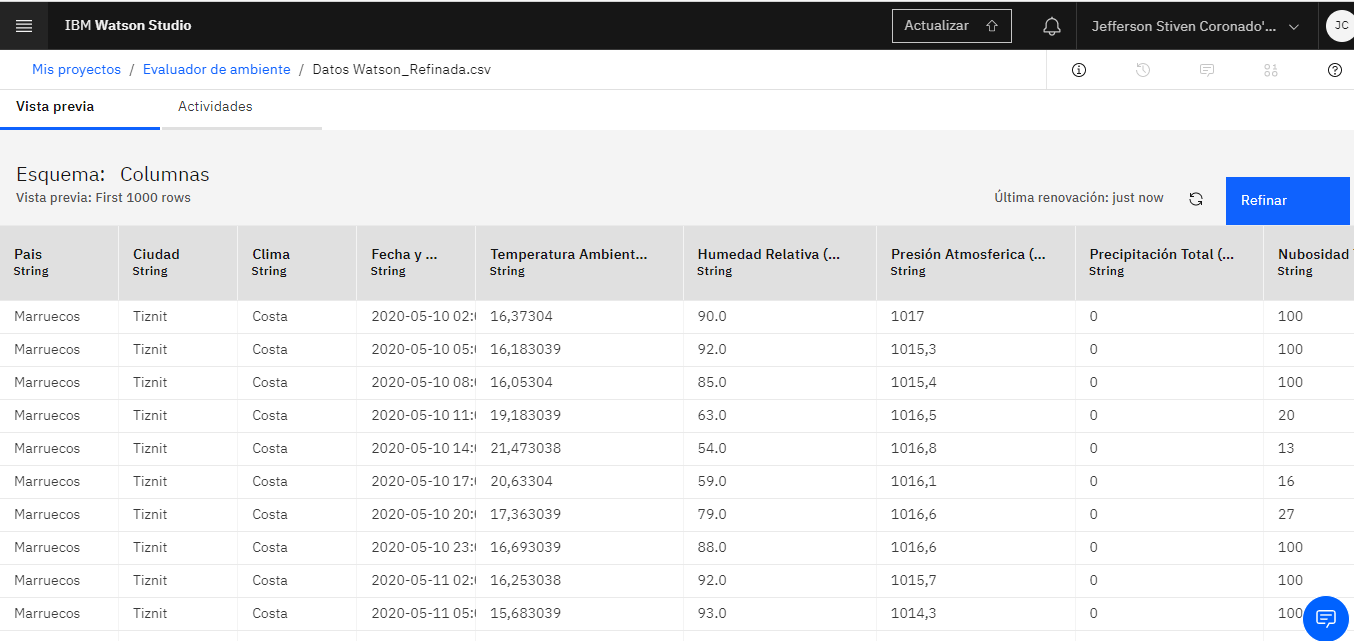 IBM Watson Studio
Actualizar
Jefferson Stiven Coronado'...
JC
Mis proyectos / Evaluador de ambiente / Datos Watson_Refinada.csv
Vista previa Actividades
Esquema: Columnas
Vista previa: First 1000 rows
Última renovación: just now
Refinar
Pais Ciudad Clima Fecha y ... Temperatura Ambient... Humedad Relativa (... Presión Atmosferica (... Precipitación Total (... Nubosidad
String String String String String String String String String
Marruecos Tiznit Costa 2020-05-10 02:0 16,37304 90.0 1017 0 100
Marruecos Tiznit Costa 2020-05-10 05:0 16,183039 92.0 1015,3 0 100
Marruecos Tiznit Costa 2020-05-10 08:0 16,05304 85.0 1015,4 0 100
Marruecos Tiznit Costa 2020-05-10 11:0 19,183039 63.0 1016,5 0 20
Marruecos Tiznit Costa 2020-05-10 14:0 21,473038 54.0 1016,8 0 13
Marruecos Tiznit Costa 2020-05-10 17:0 20,63304 59.0 1016,1 0 16
Marruecos Tiznit Costa 2020-05-10 20:0 17,363039 79.0 1016,6 0 27
Marruecos Tiznit Costa 2020-05-10 23:0 16,693039 88.0 1016,6 0 100
Marruecos Tiznit Costa 2020-05-11 02:0 16,253038 92.0 1015,7 0 100
Marruecos Tiznit Costa 2020-05-11 05:0 15,683039 93.0 1014,3 0 100